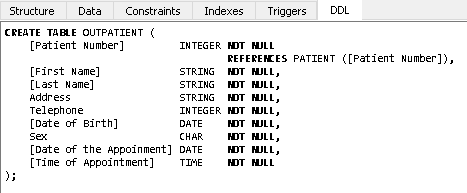 Structure Data Constraints Indexes Triggers DDL
CREATE TABLE OUTPATIENT (
[Patient Number] INTEGER NOT NULL
REFERENCES PATIENT ([Patient Number]),
[First Name] STRING NOT NULL,
[Last Name] STRING NOT NULL,
Address STRING NOT NULL,
Telephone INTEGER NOT NULL,
[Date of Birth] DATE NOT NULL,
Sex CHAR NOT NULL,
[Date of the Appoinment] DATE NOT NULL,
[Time of Appointment] TIME NOT NULL
);